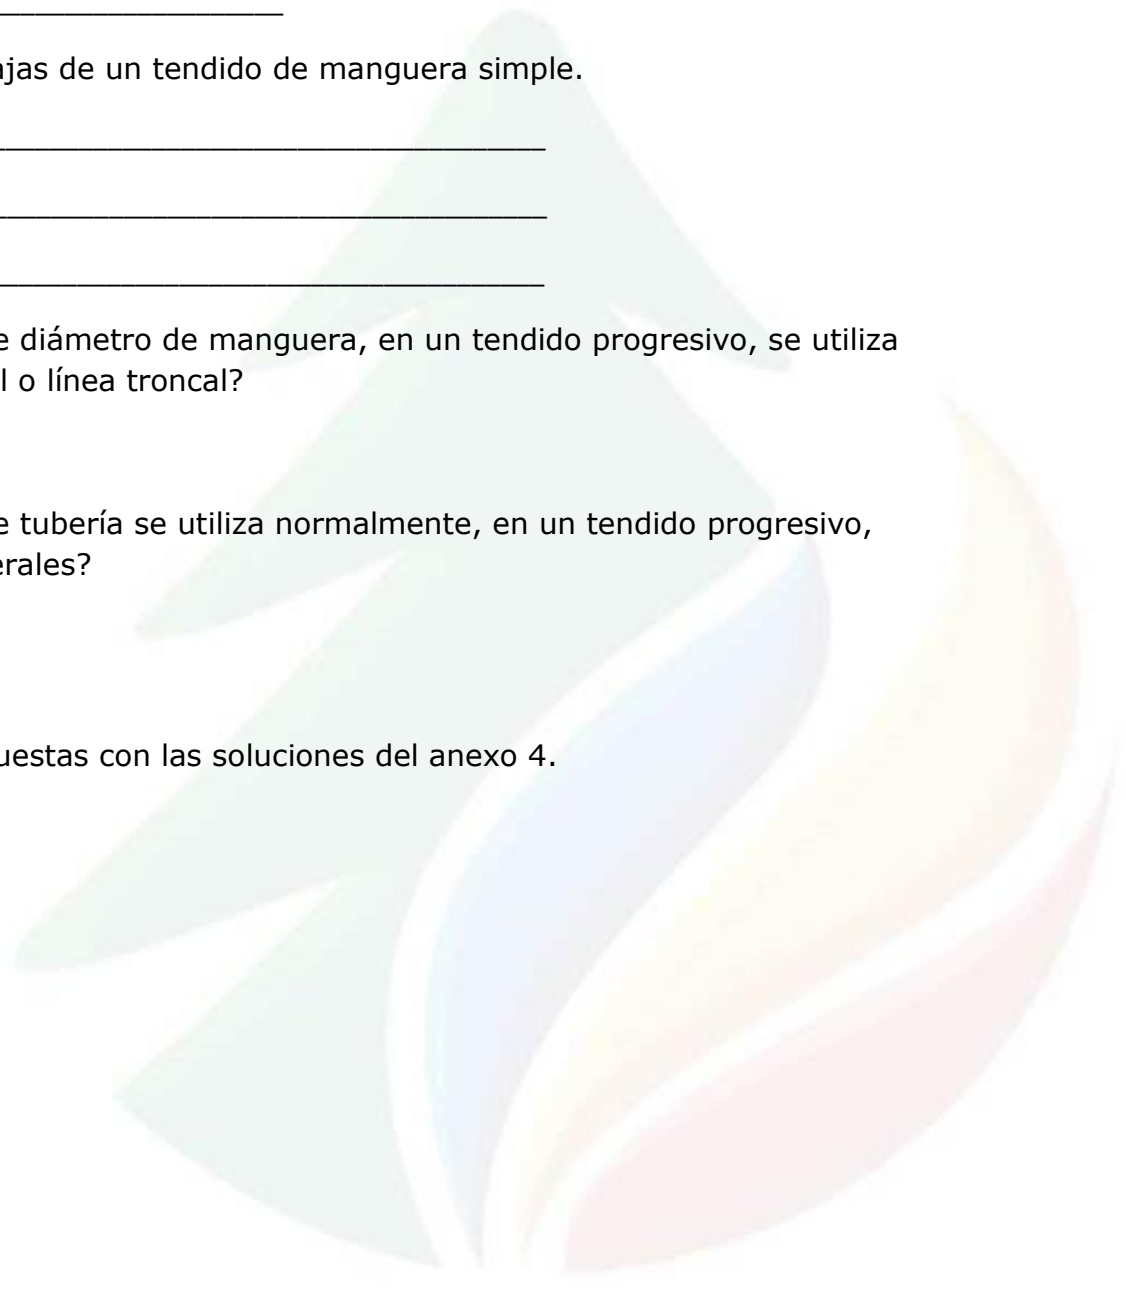 jas de un tendido de manguera simple.
e diámetro de manguera, en un tendido progresivo, se utiliza
l o línea troncal?
e tubería se utiliza normalmente, en un tendido progresivo,
erales?
uestas con las soluciones del anexo 4.